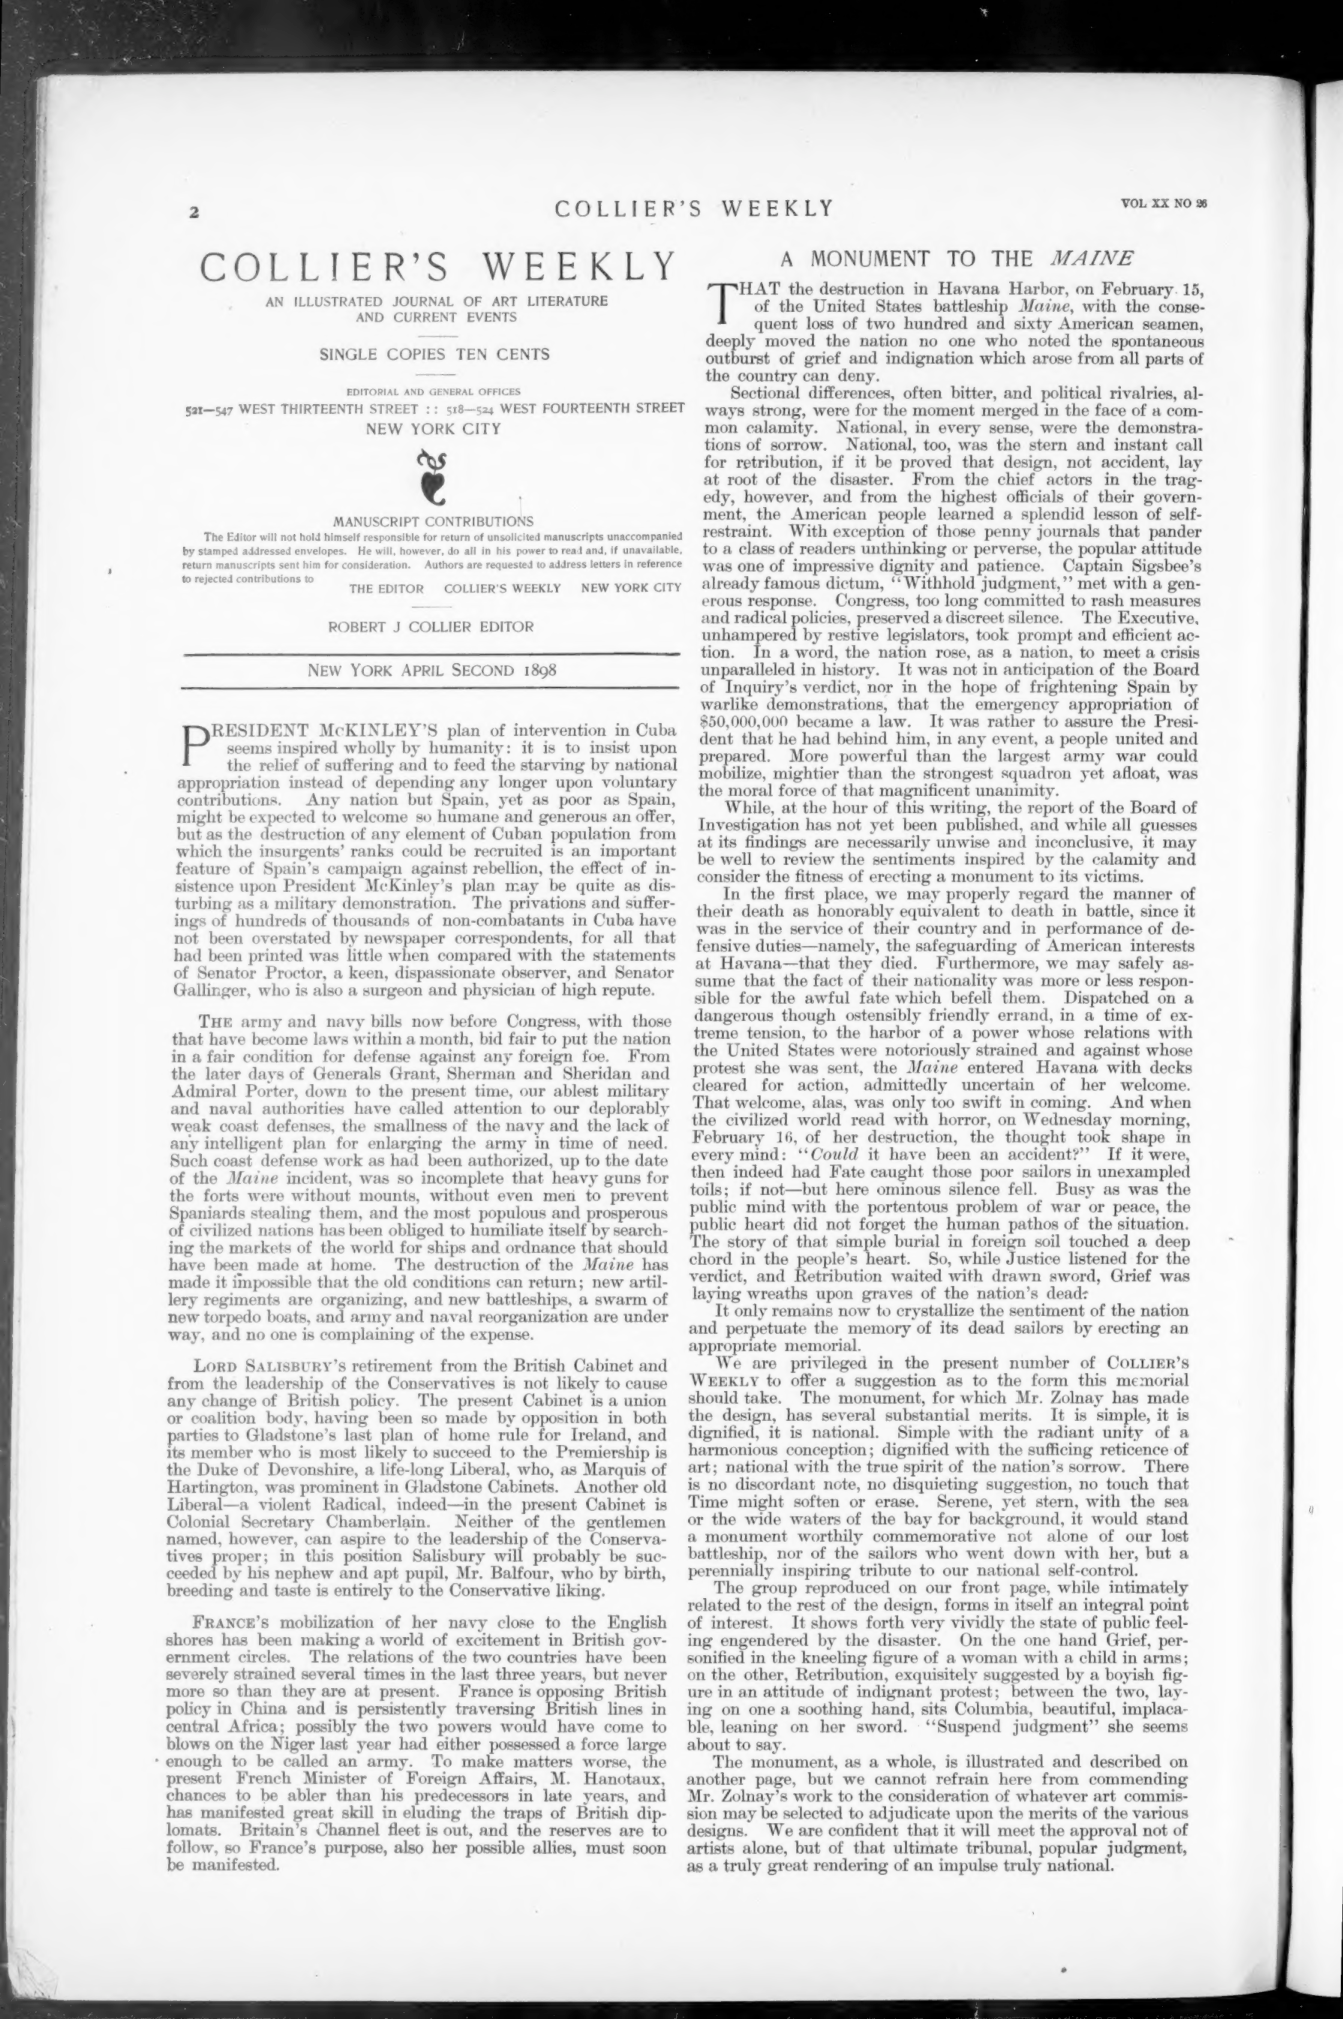 2
COLLIER'S WEEKLY
VOL XX NO 26
COLLIER'S WEEKLY
AN ILLUSTRATED JOURNAL OF ART LITERATURE
AND CURRENT EVENTS
SINGLE COPIES TEN CENTS
EDITORIAL AND GENERAL OFFICES
521—547 WEST THIRTEENTH STREET :: 518—524 WEST FOURTEENTH STREET
NEW YORK CITY
MANUSCRIPT CONTRIBUTIONS
The Editor will not hold himself responsible for return of unsolicited manuscripts unaccompanied
by stamped addressed envelopes. He will, however, do all in his power to read and, if unavailable,
return manuscripts sent him for consideration. Authors are requested to address letters in reference
to rejected contributions to
THE EDITOR COLLIER'S WEEKLY NEW YORK CITY
ROBERT J COLLIER EDITOR
NEW YORK APRIL SECOND 1898
PRESIDENT McKINLEY'S plan of intervention in Cuba
seems inspired wholly by humanity: it is to insist upon
the relief of suffering and to feed the starving by national
appropriation instead of depending any longer upon voluntary
contributions. Any nation but Spain, yet as poor as Spain,
might be expected to welcome so humane and generous an offer,
but as the destruction of any element of Cuban population from
which the insurgents' ranks could be recruited is an important
feature of Spain's campaign against rebellion, the effect of in-
sistence upon President McKinley's plan may be quite as dis-
turbing as a military demonstration. The privations and suffer-
ings of hundreds of thousands of non-combatants in Cuba have
not been overstated by newspaper correspondents, for all that
had been printed was little when compared with the statements
of Senator Proctor, a keen, dispassionate observer, and Senator
Gallinger, who is also a surgeon and physician of high repute.
THE army and navy bills now before Congress, with those
that have become laws within a month, bid fair to put the nation
in a fair condition for defense against any foreign foe. From
the later days of Generals Grant, Sherman and Sheridan and
Admiral Porter, down to the present time, our ablest military
and naval authorities have called attention to our deplorably
weak coast defenses, the smallness of the navy and the lack of
any intelligent plan for enlarging the army in time of need.
Such coast defense work as had been authorized, up to the date
of the Maine incident, was so incomplete that heavy guns for
the forts were without mounts, without even men to prevent
Spaniards stealing them, and the most populous and prosperous
of civilized nations has been obliged to humiliate itself by search-
ing the markets of the world for ships and ordnance that should
have been made at home. The destruction of the Maine has
made it impossible that the old conditions can return; new artil-
lery regiments are organizing, and new battleships, a swarm of
new torpedo boats, and army and naval reorganization are under
way, and no one is complaining of the expense.
LORD SALISBURY'S retirement from the British Cabinet and
from the leadership of the Conservatives is not likely to cause
any change of British policy. The present Cabinet is a union
or coalition body, having been so made by opposition in both
parties to Gladstone's last plan of home rule for Ireland, and
its member who is most likely to succeed to the Premiership is
the Duke of Devonshire, a life-long Liberal, who, as Marquis of
Hartington, was prominent in Gladstone Cabinets. Another old
Liberal—a violent Radical, indeed—in the present Cabinet is
Colonial Secretary Chamberlain. Neither of the gentlemen
named, however, can aspire to the leadership of the Conserva-
tives proper; in this position Salisbury will probably be suc-
ceeded by his nephew and apt pupil, Mr. Balfour, who by birth,
breeding and taste is entirely to the Conservative liking.
FRANCE'S mobilization of her navy close to the English
shores has been making a world of excitement in British gov-
ernment circles. The relations of the two countries have been
severely strained several times in the last three years, but never
more so than they are at present. France is opposing British
policy in China and is persistently traversing British lines in
central Africa; possibly the two powers would have come to
blows on the Niger last year had either possessed a force large
enough to be called an army. To make matters worse, the
present French Minister of Foreign Affairs, M. Hanotaux,
chances to be abler than his predecessors in late years, and
has manifested great skill in eluding the traps of British dip-
lomats. Britain's Channel fleet is out, and the reserves are to
follow, so France's purpose, also her possible allies, must soon
be manifested.
A MONUMENT TO THE MAINE
THAT the destruction in Havana Harbor, on February 15,
of the United States battleship Maine, with the conse-
quent loss of two hundred and sixty American seamen,
deeply moved the nation no one who noted the spontaneous
outburst of grief and indignation which arose from all parts of
the country can deny.
Sectional differences, often bitter, and political rivalries, al-
ways strong, were for the moment merged in the face of a com-
mon calamity. National, in every sense, were the demonstra-
tions of sorrow. National, too, was the stern and instant call
for retribution, if it be proved that design, not accident, lay
at root of the disaster. From the chief actors in the trag-
edy, however, and from the highest officials of their govern-
ment, the American people learned a splendid lesson of self-
restraint. With exception of those penny journals that pander
to a class of readers unthinking or perverse, the popular attitude
was one of impressive dignity and patience. Captain Sigsbee's
already famous dictum, "Withhold judgment," met with a gen-
erous response. Congress, too long committed to rash measures
and radical policies, preserved a discreet silence. The Executive,
unhampered by restive legislators, took prompt and efficient ac-
tion. In a word, the nation rose, as a nation, to meet a crisis
unparalleled in history. It was not in anticipation of the Board
of Inquiry's verdict, nor in the hope of frightening Spain by
warlike demonstrations, that the emergency appropriation of
$50,000,000 became a law. It was rather to assure the Presi-
dent that he had behind him, in any event, a people united and
prepared. More powerful than the largest army war could
mobilize, mightier than the strongest squadron yet afloat, was
the moral force of that magnificent unanimity.
While, at the hour of this writing, the report of the Board of
Investigation has not yet been published, and while all guesses
at its findings are necessarily unwise and inconclusive, it may
be well to review the sentiments inspired by the calamity and
consider the fitness of erecting a monument to its victims.
In the first place, we may properly regard the manner of
their death as honorably equivalent to death in battle, since it
was in the service of their country and in performance of de-
fensive duties—namely, the safeguarding of American interests
at Havana—that they died. Furthermore, we may safely as-
sume that the fact of their nationality was more or less respon-
sible for the awful fate which befell them. Dispatched on a
dangerous though ostensibly friendly errand, in a time of ex-
treme tension, to the harbor of a power whose relations with
the United States were notoriously strained and against whose
protest she was sent, the Maine entered Havana with decks
cleared for action, admittedly uncertain of her welcome.
That welcome, alas, was only too swift in coming. And when
the civilized world read with horror, on Wednesday morning,
February 16, of her destruction, the thought took shape in
every mind: "Could it have been an accident?" If it were,
then indeed had Fate caught those poor sailors in unexampled
toils; if not—but here ominous silence fell. Busy as was the
public mind with the portentous problem of war or peace, the
public heart did not forget the human pathos of the situation.
The story of that simple burial in foreign soil touched a deep
chord in the people's heart. So, while Justice listened for the
verdict, and Retribution waited with drawn sword, Grief was
laying wreaths upon graves of the nation's dead:
It only remains now to crystallize the sentiment of the nation
and perpetuate the memory of its dead sailors by erecting an
appropriate memorial.
We are privileged in the present number of COLLIER'S
WEEKLY to offer a suggestion as to the form this memorial
should take. The monument, for which Mr. Zolnay has made
the design, has several substantial merits. It is simple, it is
dignified, it is national. Simple with the radiant unity of a
harmonious conception; dignified with the sufficing reticence of
art; national with the true spirit of the nation's sorrow. There
is no discordant note, no disquieting suggestion, no touch that
Time might soften or erase. Serene, yet stern, with the sea
or the wide waters of the bay for background, it would stand
a monument worthily commemorative not alone of our lost
battleship, nor of the sailors who went down with her, but a
perennially inspiring tribute to our national self-control.
The group reproduced on our front page, while intimately
related to the rest of the design, forms in itself an integral point
of interest. It shows forth very vividly the state of public feel-
ing engendered by the disaster. On the one hand Grief, per-
sonified in the kneeling figure of a woman with a child in arms;
on the other, Retribution, exquisitely suggested by a boyish fig-
ure in an attitude of indignant protest; between the two, lay-
ing on one a soothing hand, sits Columbia, beautiful, implaca-
ble, leaning on her sword. "Suspend judgment" she seems
about to say.
The monument, as a whole, is illustrated and described on
another page, but we cannot refrain here from commending
Mr. Zolnay's work to the consideration of whatever art commis-
sion may be selected to adjudicate upon the merits of the various
designs. We are confident that it will meet the approval not of
artists alone, but of that ultimate tribunal, popular judgment,
as a truly great rendering of an impulse truly national.